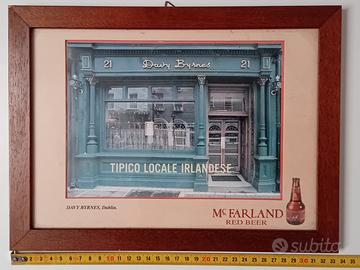 21 Davy Byrnes 21
TIPICO LOCALE IRLANDESE
DAVY BYRNES, Dublin.
McFARLAND
RED BEER
subito